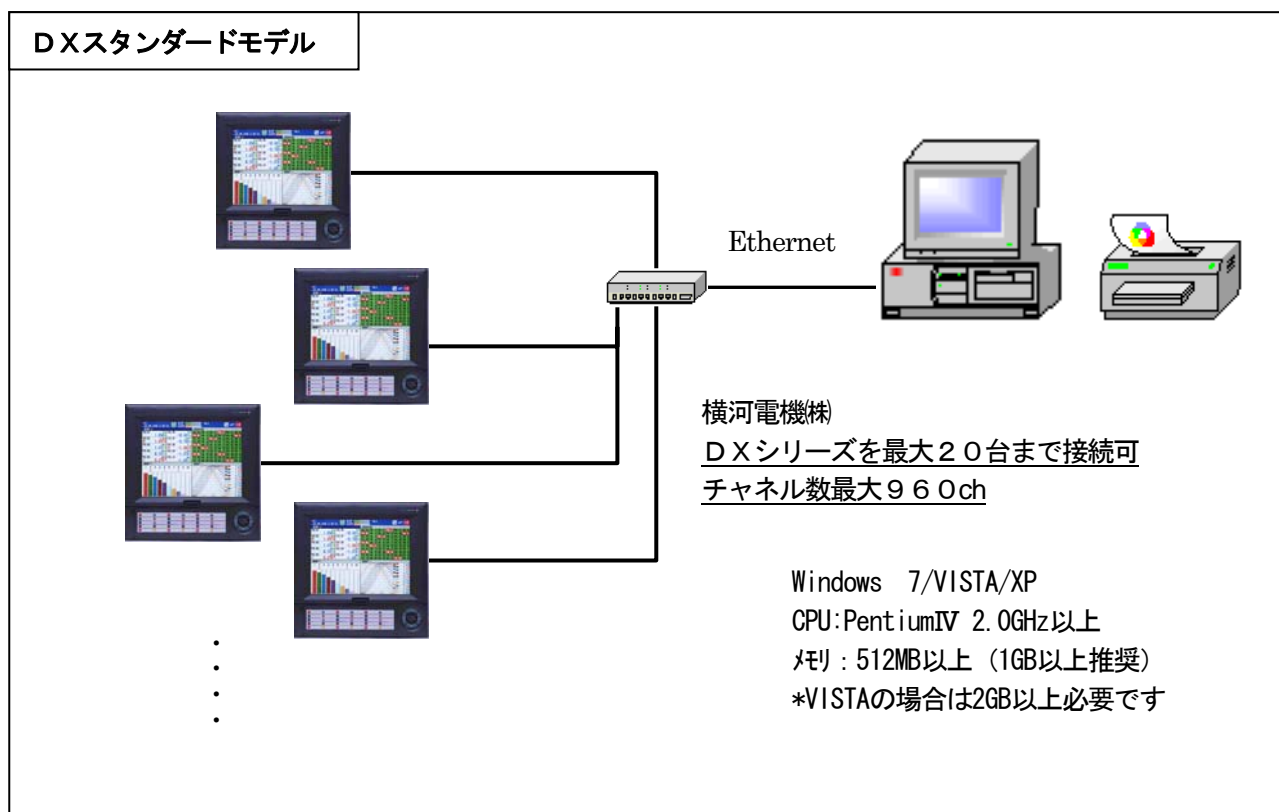 ＤＸスタンダードモデル
Ethernet
横河電機㈱
ＤＸシリーズを最大２０台まで接続可
チャネル数最大９６０ch
Windows　7/VISTA/XP
CPU:PentiumⅣ 2.0GHz以上
ﾒﾓﾘ：512MB以上（1GB以上推奨）
*VISTAの場合は2GB以上必要です